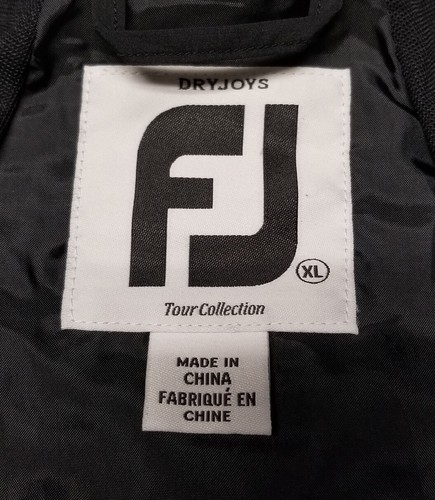 DRYJOYS
FJ
XL
Tour Collection
MADE IN
CHINA
FABRIQUÉ EN
CHINE